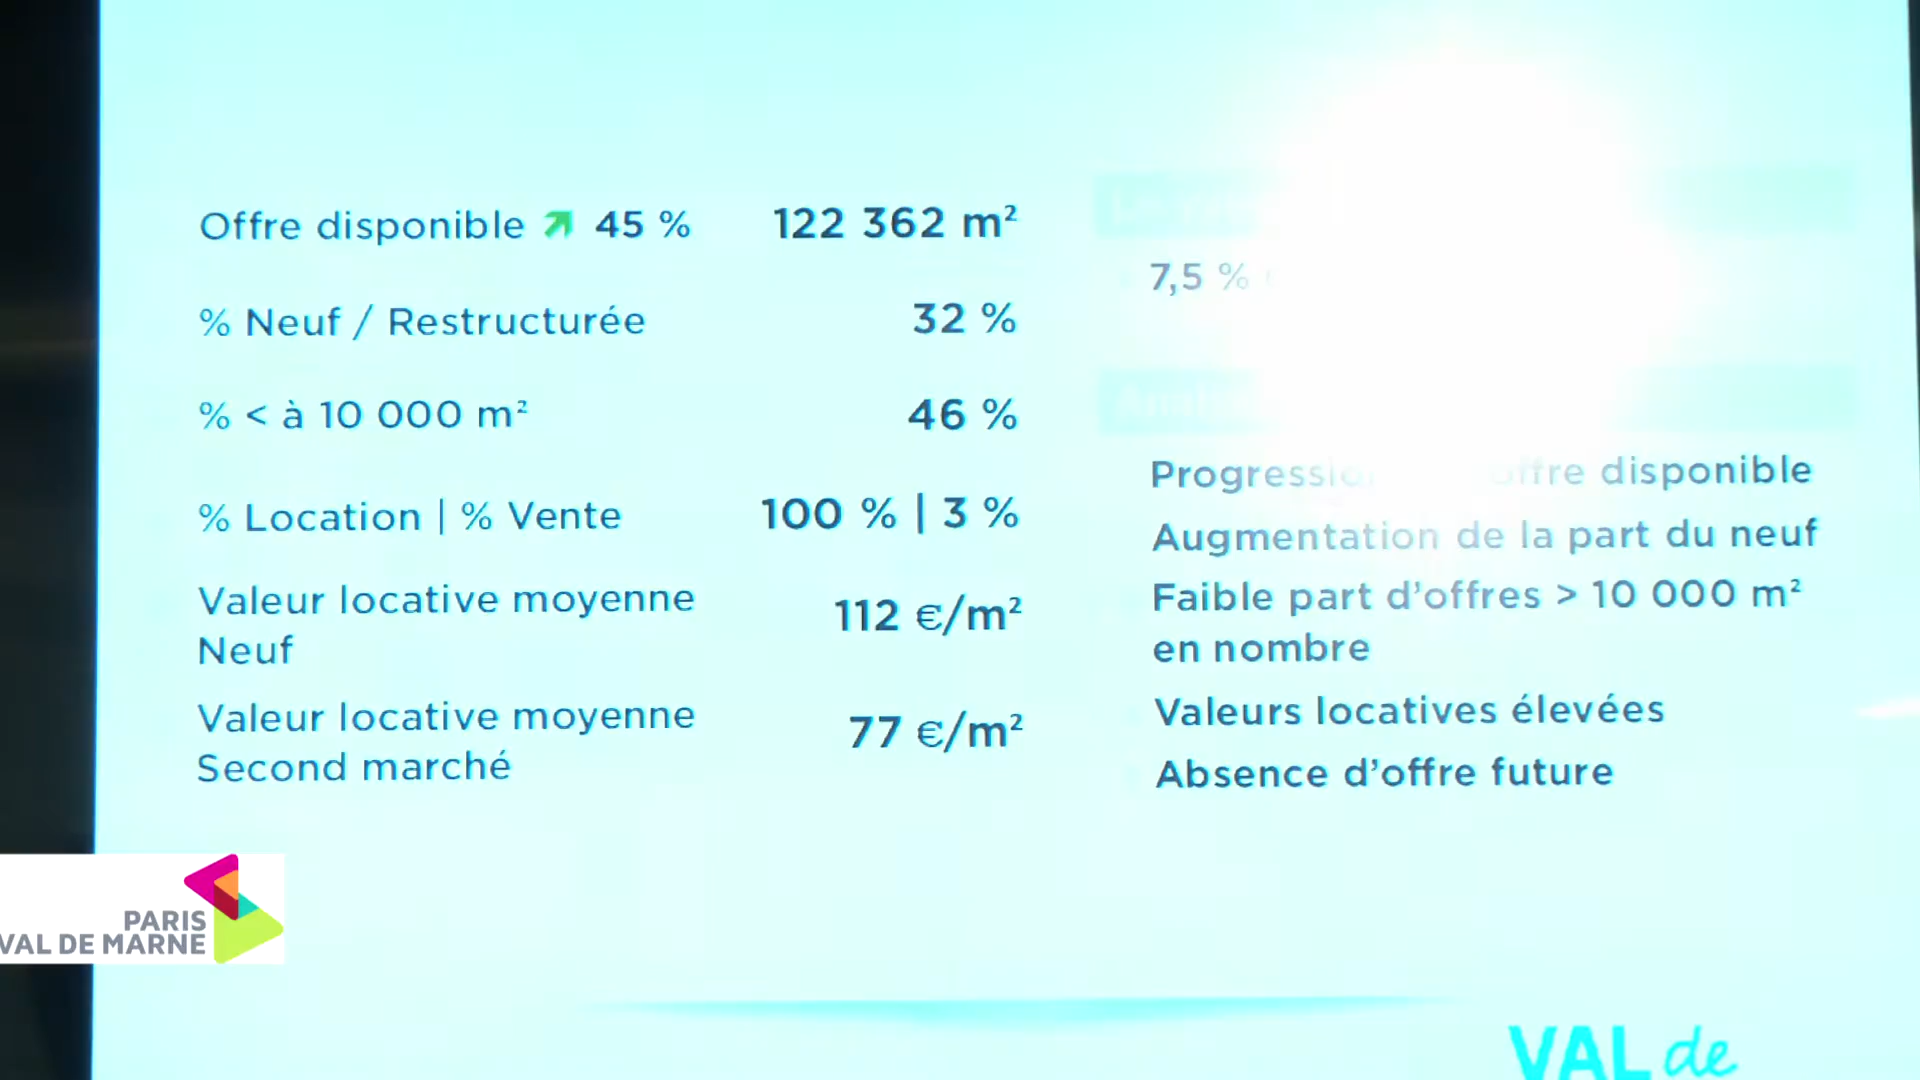 Offre disponible 45 % 122 362 m²
% Neuf / Restructurée 32 %
% < à 10 000 m² 46 %
% Location | % Vente 100 % | 3 %
Valeur locative moyenne
Neuf 112 €/m²
Valeur locative moyenne
Second marché 77 €/m²
7,5 %
offre disponible
Augmentation de la part du neuf
Faible part d'offres > 10 000 m²
en nombre
Valeurs locatives élevées
Absence d'offre future
PARIS
VAL DE MARNE
VAL de